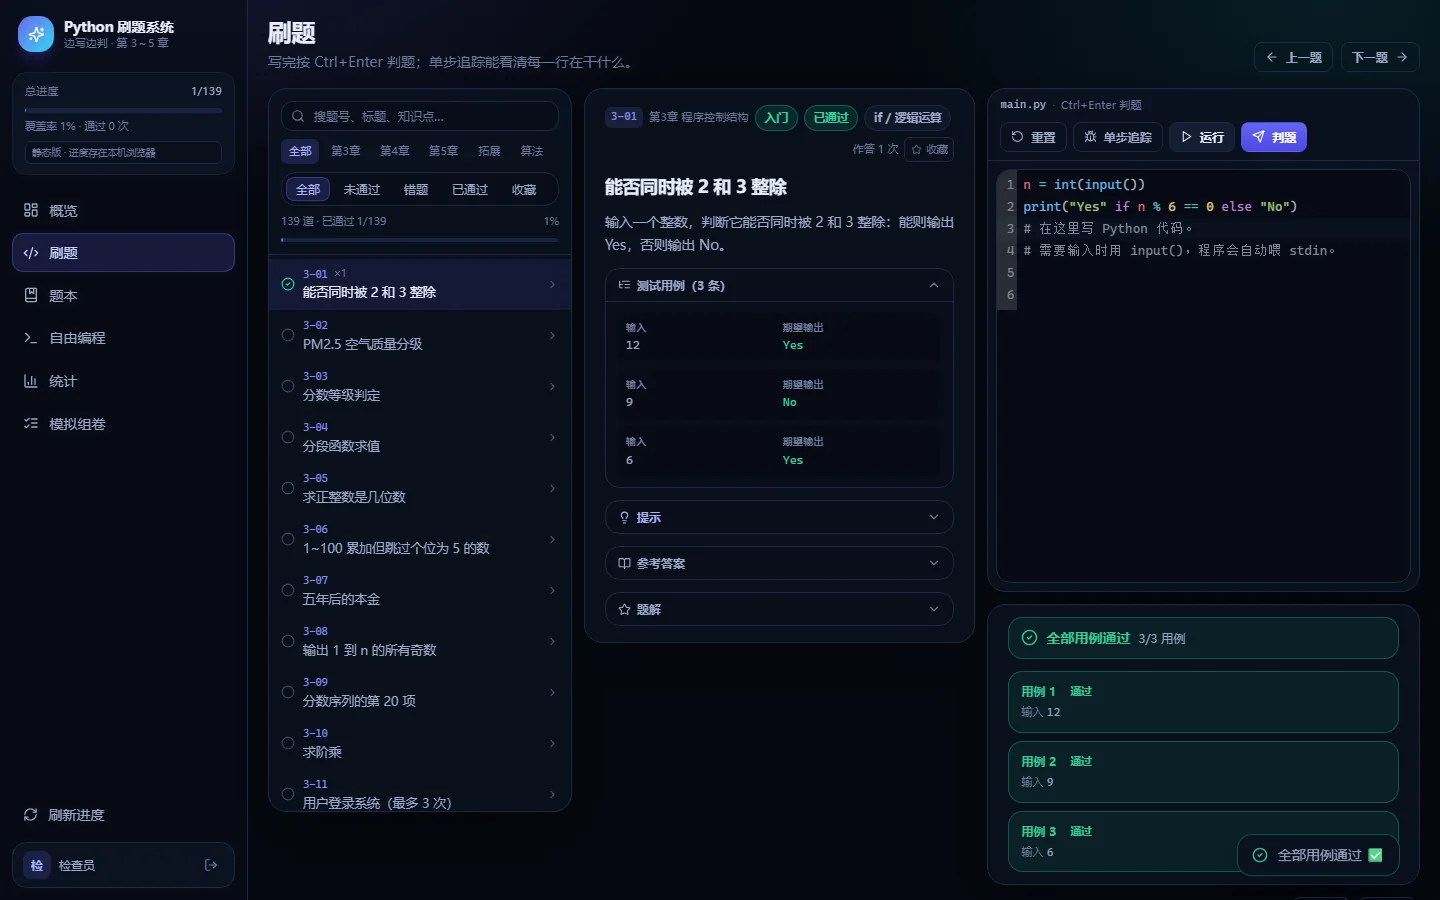 Python 刷题系统
边写边判 · 第 3 ~ 5 章
总进度 1/139
覆盖率 1% · 通过 0 次
静态版 · 进度存在本机浏览器
概览
刷题
题本
自由编程
统计
模拟组卷
刷新进度
检 检查员
刷题
写完按 Ctrl+Enter 判题；单步追踪能看清每一行在干什么。
上一题 下一题
搜题号、标题、知识点...
全部 第3章 第4章 第5章 拓展 算法
全部 未通过 错题 已通过 收藏
139 道 · 已通过 1/139 1%
3-01 ×1
能否同时被 2 和 3 整除
3-02
PM2.5 空气质量分级
3-03
分数等级判定
3-04
分段函数求值
3-05
求正整数是几位数
3-06
1~100 累加但跳过个位为 5 的数
3-07
五年后的本金
3-08
输出 1 到 n 的所有奇数
3-09
分数序列的第 20 项
3-10
求阶乘
3-11
用户登录系统（最多 3 次）
3-01 第3章 程序控制结构 入门 已通过 if / 逻辑运算
作答 1 次 收藏
能否同时被 2 和 3 整除
输入一个整数，判断它能否同时被 2 和 3 整除：能则输出
Yes，否则输出 No。
测试用例（3 条）
输入 期望输出
12 Yes
输入 期望输出
9 No
输入 期望输出
6 Yes
提示
参考答案
题解
main.py · Ctrl+Enter 判题
重置 单步追踪 运行 判题
1 n = int(input())
2 print("Yes" if n % 6 == 0 else "No")
3 # 在这里写 Python 代码。
4 # 需要输入时用 input()，程序会自动喂 stdin。
5
6
全部用例通过 3/3 用例
用例 1 通过
输入 12
用例 2 通过
输入 9
用例 3 通过
输入 6
全部用例通过 ✅